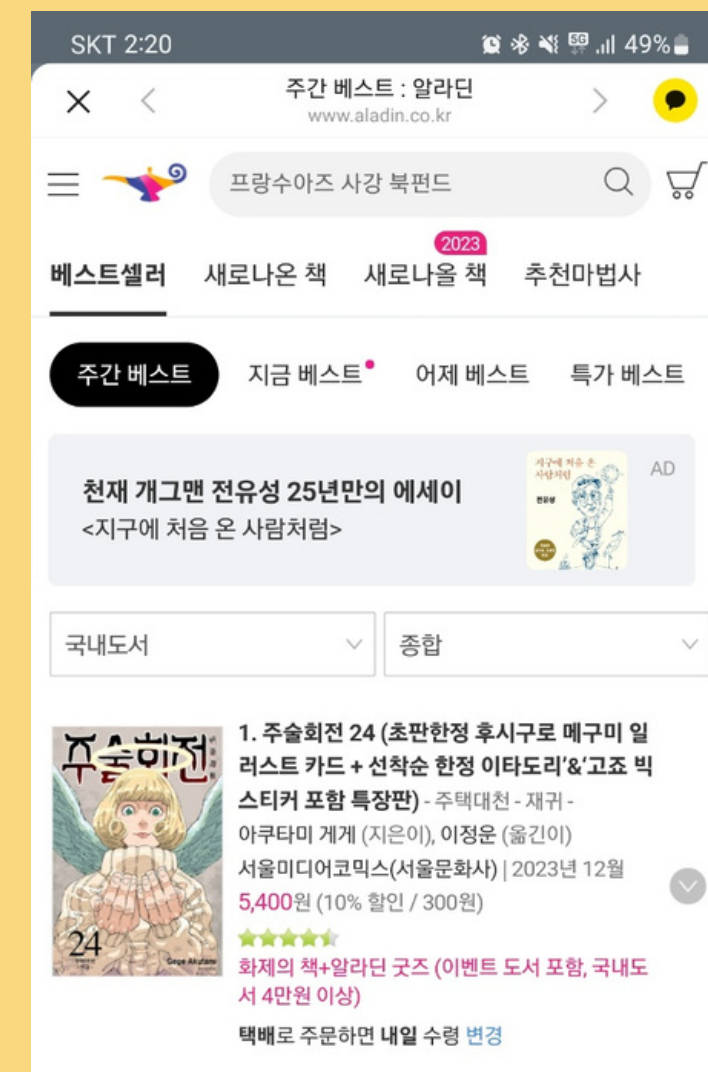 SKT 2:20
5G
49%
주간 베스트 : 알라딘
www.aladin.co.kr
프랑수아즈 사강 북펀드
2023
베스트셀러 새로나온 책 새로나올 책 추천마법사
주간 베스트 지금 베스트 어제 베스트 특가 베스트
천재 개그맨 전유성 25년만의 에세이
<지구에 처음 온 사람처럼>
지구에 처음 온
사람처럼
전유성
AD
국내도서 종합
주술회전
24
Gege Akutami
1. 주술회전 24 (초판한정 후시구로 메구미 일
러스트 카드 + 선착순 한정 이타도리’&‘고죠 빅
스티커 포함 특장판) - 주택대천 - 재귀 -
아쿠타미 게게 (지은이), 이정운 (옮긴이)
서울미디어코믹스(서울문화사) | 2023년 12월
5,400원 (10% 할인 / 300원)
화제의 책+알라딘 굿즈 (이벤트 도서 포함, 국내도
서 4만원 이상)
택배로 주문하면 내일 수령 변경